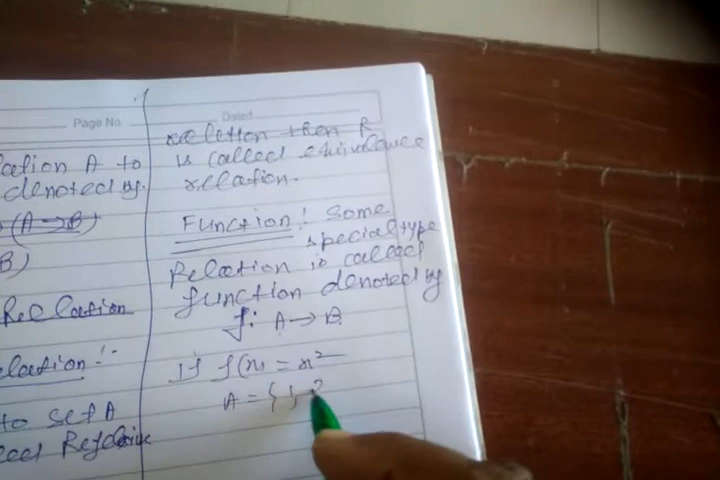 Page No.
lation A to
denoted by.
(A→B)
B)
Rellation
lation:-
to set A
Dated
relation then R
is called equivalence
relation.
Function: Some
special type
Relation is called
function denoted by
f: A→B.
If f(x) = x²
A = { 1, 2